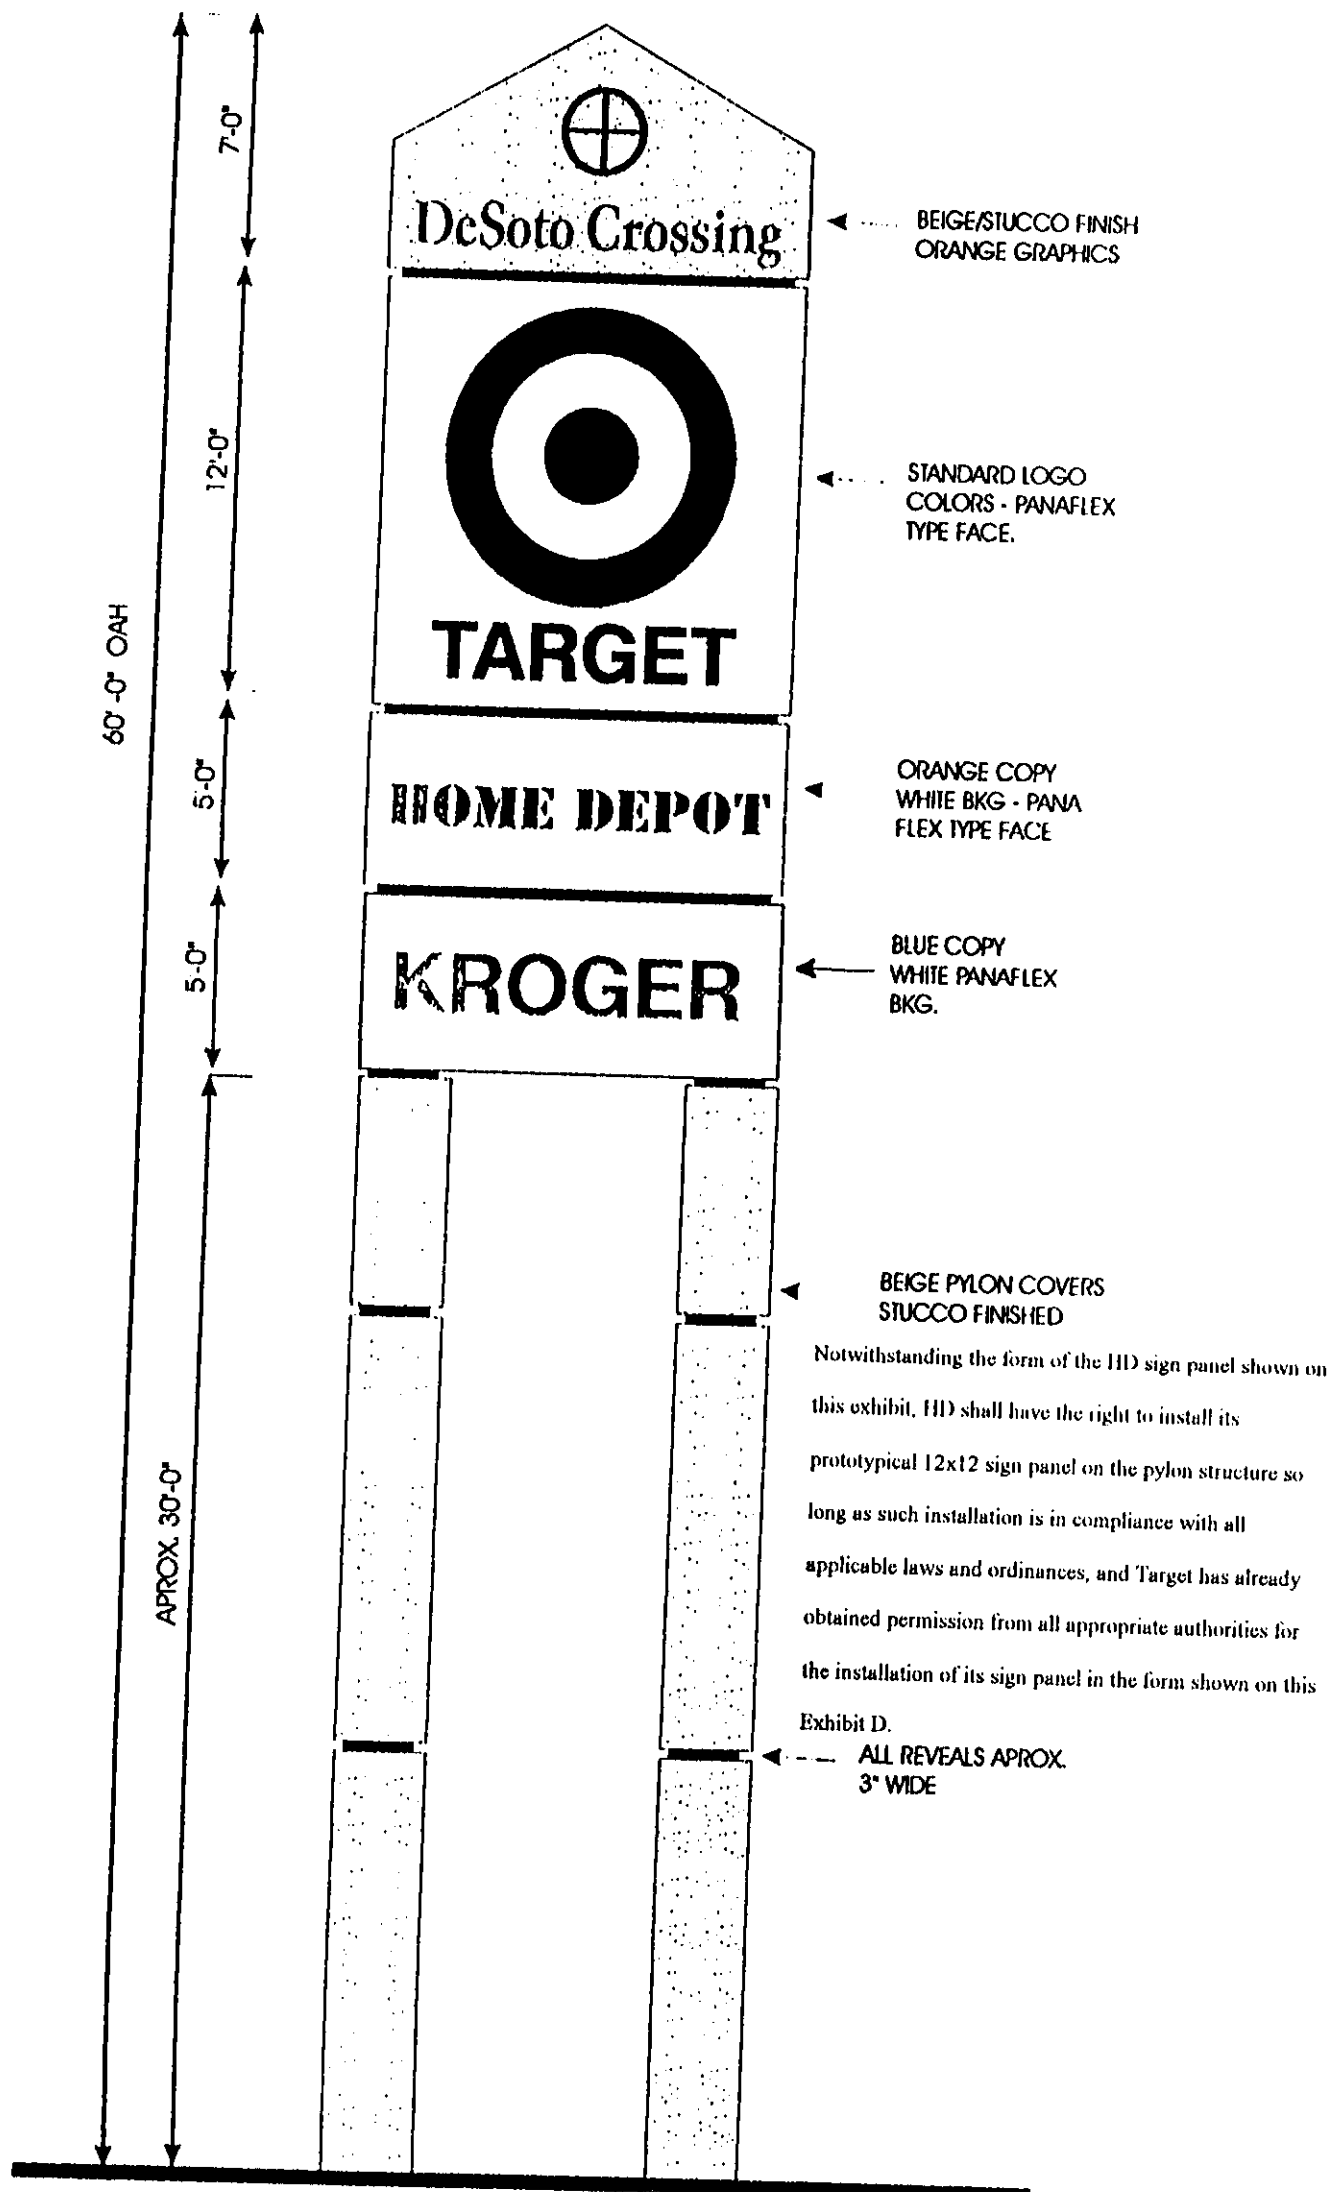 7'-0"
DeSoto Crossing
BEIGE/STUCCO FINISH
ORANGE GRAPHICS
12'-0"
STANDARD LOGO
COLORS - PANAFLEX
TYPE FACE.
TARGET
60'-0" OAH
5'-0"
HOME DEPOT
ORANGE COPY
WHITE BKG - PANA
FLEX TYPE FACE
5'-0"
KROGER
BLUE COPY
WHITE PANAFLEX
BKG.
BEIGE PYLON COVERS
STUCCO FINISHED
Notwithstanding the form of the HD sign panel shown on
this exhibit, HD shall have the right to install its
prototypical 12x12 sign panel on the pylon structure so
long as such installation is in compliance with all
applicable laws and ordinances, and Target has already
obtained permission from all appropriate authorities for
the installation of its sign panel in the form shown on this
Exhibit D.
APROX. 30'-0"
ALL REVEALS APROX.
3" WIDE